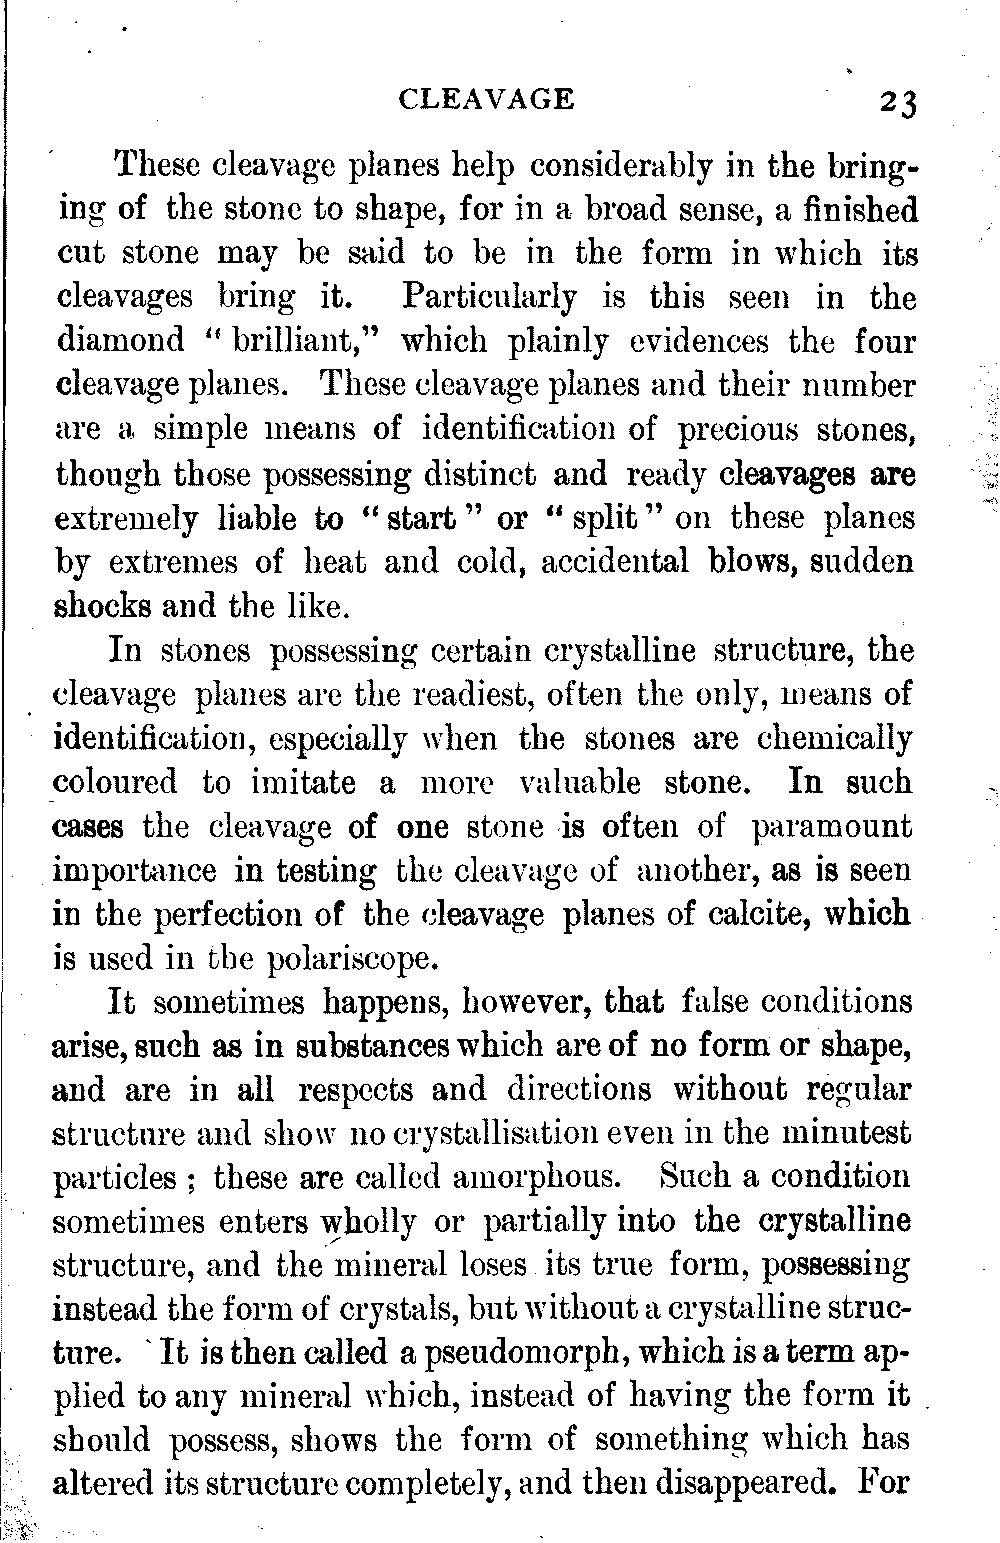 CLEAVAGE 23
These cleavage planes help considerably in the bring-
ing of the stone to shape, for in a broad sense, a finished
cut stone may be said to be in the form in which its
cleavages bring it. Particularly is this seen in the
diamond “ brilliant,” which plainly evidences the four
cleavage planes. These cleavage planes and their number
are a simple means of identification of precious stones,
though those possessing distinct and ready cleavages are
extremely liable to “ start ” or “ split ” on these planes
by extremes of heat and cold, accidental blows, sudden
shocks and the like.
In stones possessing certain crystalline structure, the
cleavage planes are the readiest, often the only, means of
identification, especially when the stones are chemically
coloured to imitate a more valuable stone. In such
cases the cleavage of one stone is often of paramount
importance in testing the cleavage of another, as is seen
in the perfection of the cleavage planes of calcite, which
is used in the polariscope.
It sometimes happens, however, that false conditions
arise, such as in substances which are of no form or shape,
and are in all respects and directions without regular
structure and show no crystallisation even in the minutest
particles ; these are called amorphous. Such a condition
sometimes enters wholly or partially into the crystalline
structure, and the mineral loses its true form, possessing
instead the form of crystals, but without a crystalline struc-
ture. It is then called a pseudomorph, which is a term ap-
plied to any mineral which, instead of having the form it
should possess, shows the form of something which has
altered its structure completely, and then disappeared. For